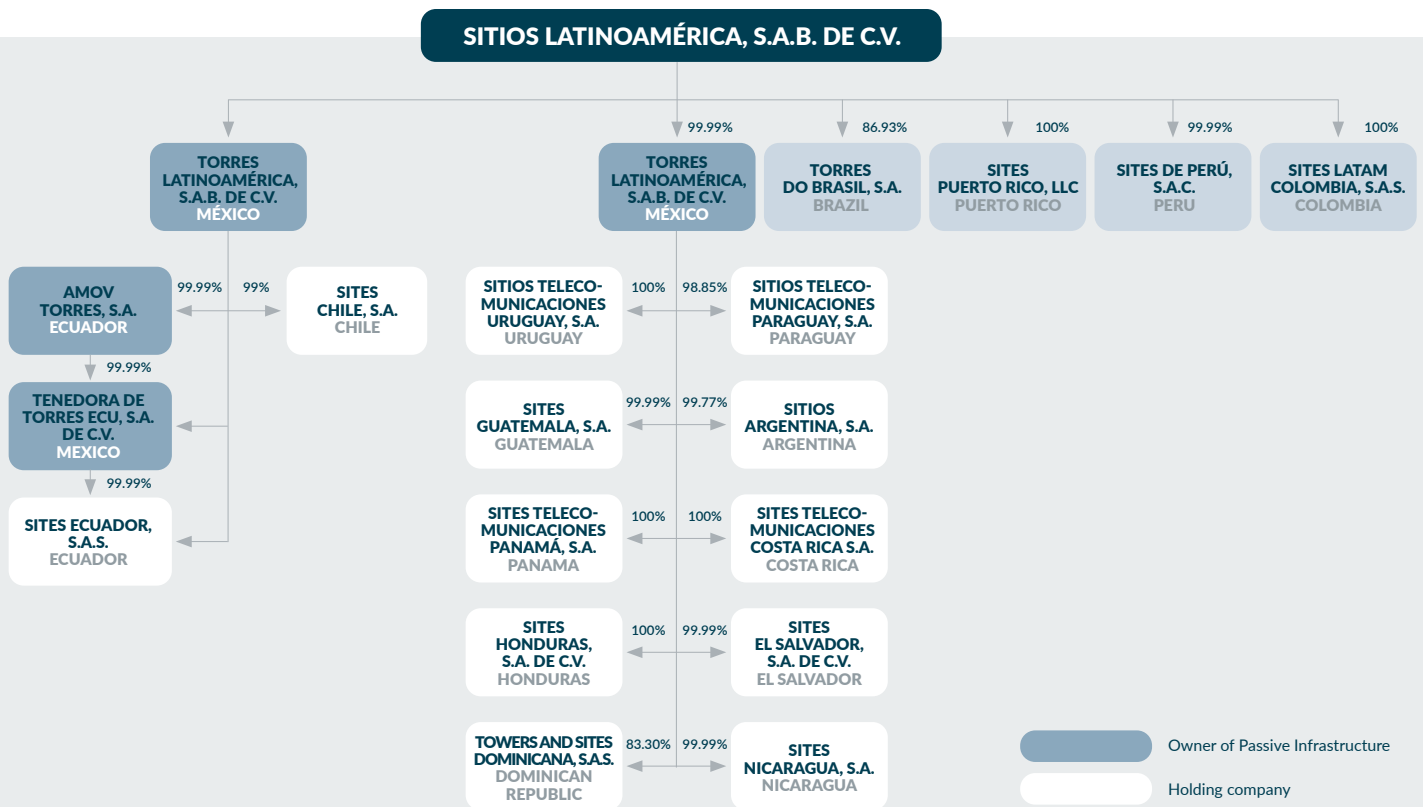 SITIOS LATINOAMÉRICA, S.A.B. DE C.V.
TORRES
LATINOAMÉRICA,
S.A.B. DE C.V.
MÉXICO
99.99%
TORRES
LATINOAMÉRICA,
S.A.B. DE C.V.
MÉXICO
86.93%
TORRES
DO BRASIL, S.A.
BRAZIL
100%
SITES
PUERTO RICO, LLC
PUERTO RICO
99.99%
SITES DE PERÚ,
S.A.C.
PERU
100%
SITES LATAM
COLOMBIA, S.A.S.
COLOMBIA
AMOV
TORRES, S.A.
ECUADOR
99.99%
99%
SITES
CHILE, S.A.
CHILE
99.99%
TENEDORA DE
TORRES ECU, S.A.
DE C.V.
MEXICO
99.99%
SITES ECUADOR,
S.A.S.
ECUADOR
SITIOS TELECO-
MUNICACIONES
URUGUAY, S.A.
URUGUAY
100%
98.85%
SITIOS TELECO-
MUNICACIONES
PARAGUAY, S.A.
PARAGUAY
SITES
GUATEMALA, S.A.
GUATEMALA
99.99%
99.77%
SITIOS
ARGENTINA, S.A.
ARGENTINA
SITES TELECO-
MUNICACIONES
PANAMÁ, S.A.
PANAMA
100%
100%
SITES TELECO-
MUNICACIONES
COSTA RICA S.A.
COSTA RICA
SITES
HONDURAS,
S.A. DE C.V.
HONDURAS
100%
99.99%
SITES
EL SALVADOR,
S.A. DE C.V.
EL SALVADOR
TOWERS AND SITES
DOMINICANA, S.A.S.
DOMINICAN
REPUBLIC
83.30%
99.99%
SITES
NICARAGUA, S.A.
NICARAGUA
Owner of Passive Infrastructure
Holding company